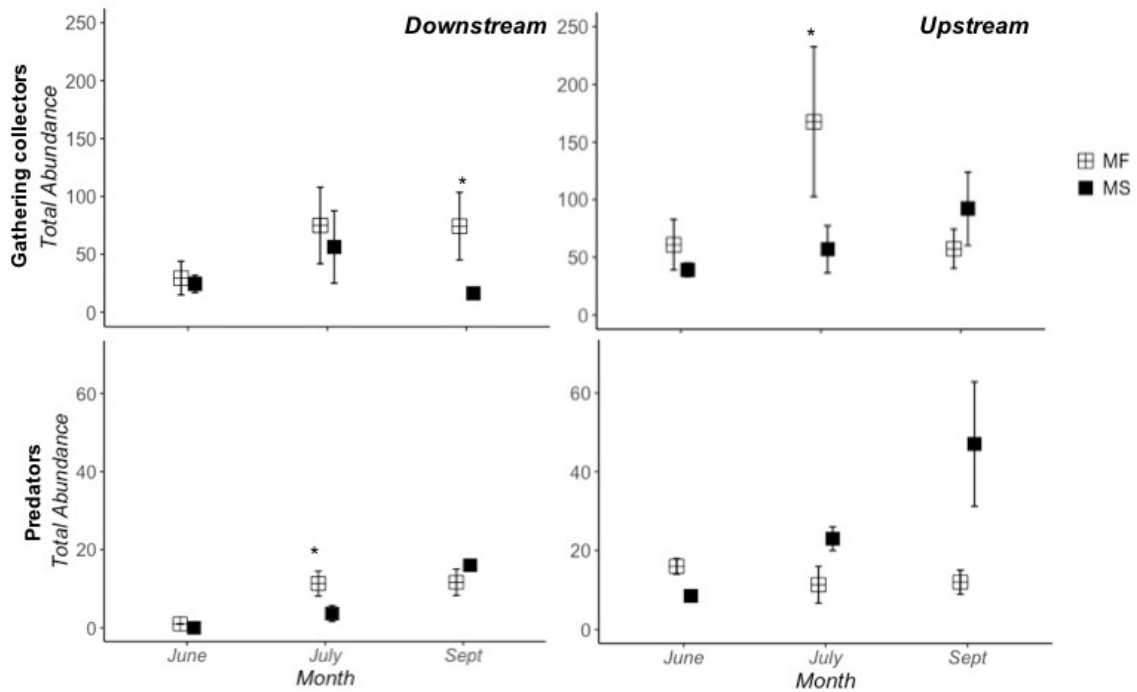 Downstream
Upstream
Gathering collectors
Total Abundance
250
200
150
100
50
0
*
250
200
150
100
50
0
*
MF
MS
Predators
Total Abundance
60
40
20
0
*
60
40
20
0
June July Sept
Month
June July Sept
Month